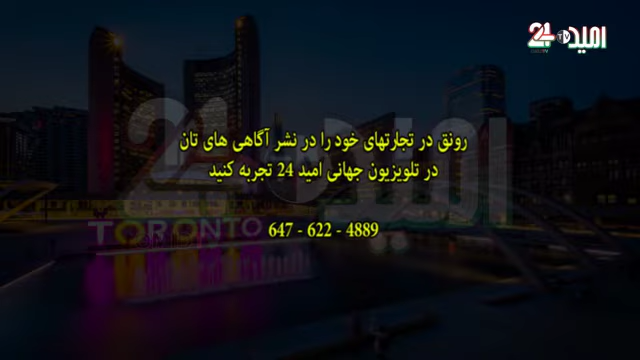 امید TV 24
رونق در تجارتهای خود را در نشر آگاهی های تان
در تلویزیون جهانی امید 24 تجربه کنید
647 - 622 - 4889
TORONTO